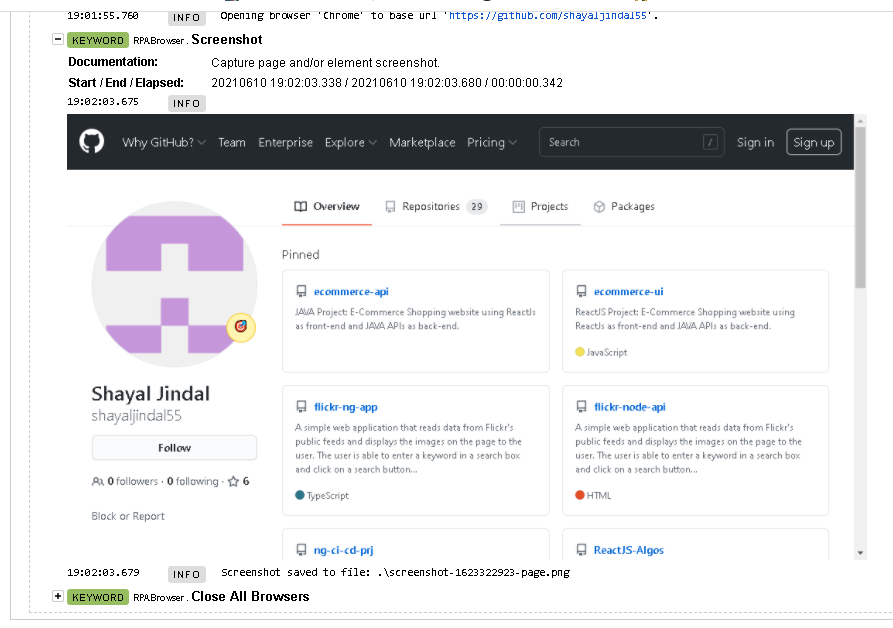 19:01:55.760 INFO Opening browser 'Chrome' to base url 'https://github.com/shayaljindal55'.
KEYWORD RPABrowser . Screenshot
Documentation: Capture page and/or element screenshot.
Start / End / Elapsed: 20210610 19:02:03.338 / 20210610 19:02:03.680 / 00:00:00.342
19:02:03.675 INFO
Why GitHub? Team Enterprise Explore Marketplace Pricing Search / Sign in Sign up
Overview Repositories 29 Projects Packages
Pinned
ecommerce-api
JAVA Project: E-Commerce Shopping website using ReactJs
as front-end and JAVA APIs as back-end.
ecommerce-ui
ReactJS Project: E-Commerce Shopping website using
ReactJs as front-end and JAVA APIs as back-end.
JavaScript
Shayal Jindal
shayaljindal55
Follow
0 followers · 0 following · 6
Block or Report
flickr-ng-app
A simple web application that reads data from Flickr's
public feeds and displays the images on the page to the
user. The user is able to enter a keyword in a search box
and click on a search button...
TypeScript
flickr-node-api
A simple web application that reads data from Flickr's
public feeds and displays the images on the page to the
user. The user is able to enter a keyword in a search box
and click on a search button...
HTML
ng-ci-cd-prj
ReactJS-Algos
19:02:03.679 INFO Screenshot saved to file: .\screenshot-1623322923-page.png
KEYWORD RPABrowser . Close All Browsers